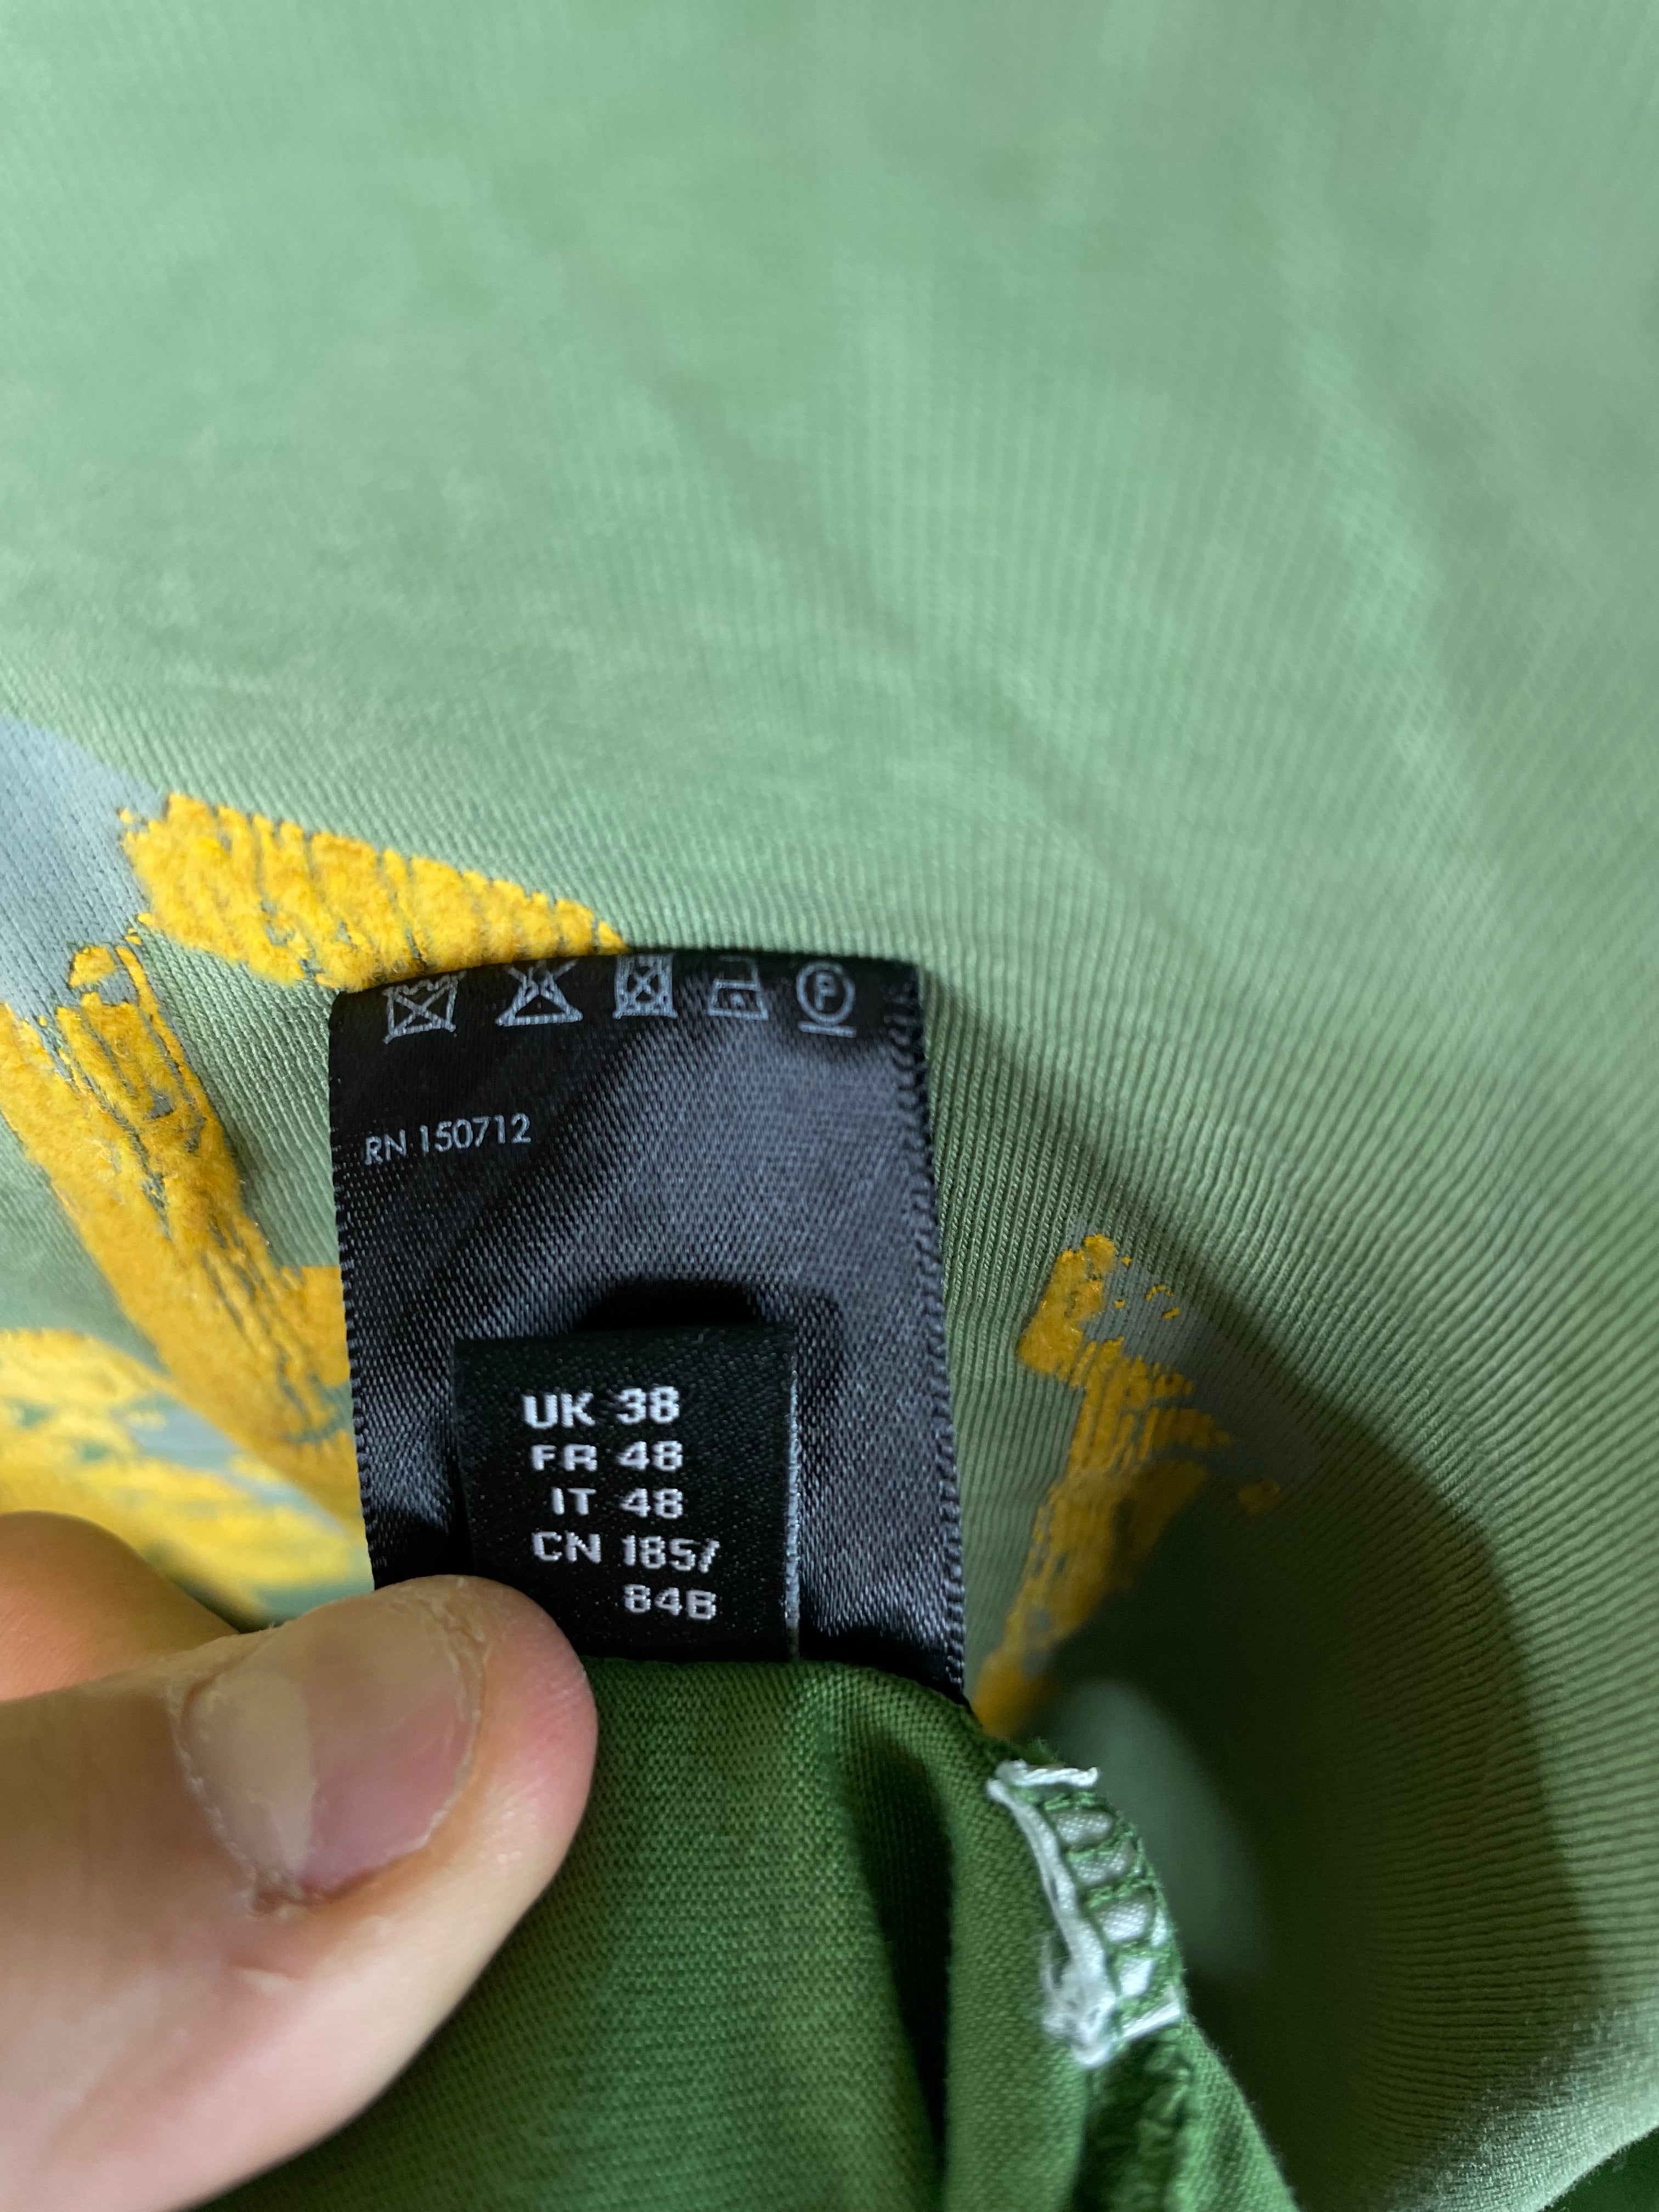 P
RN 150712
UK 38
FR 48
IT 48
CN 185/
84B